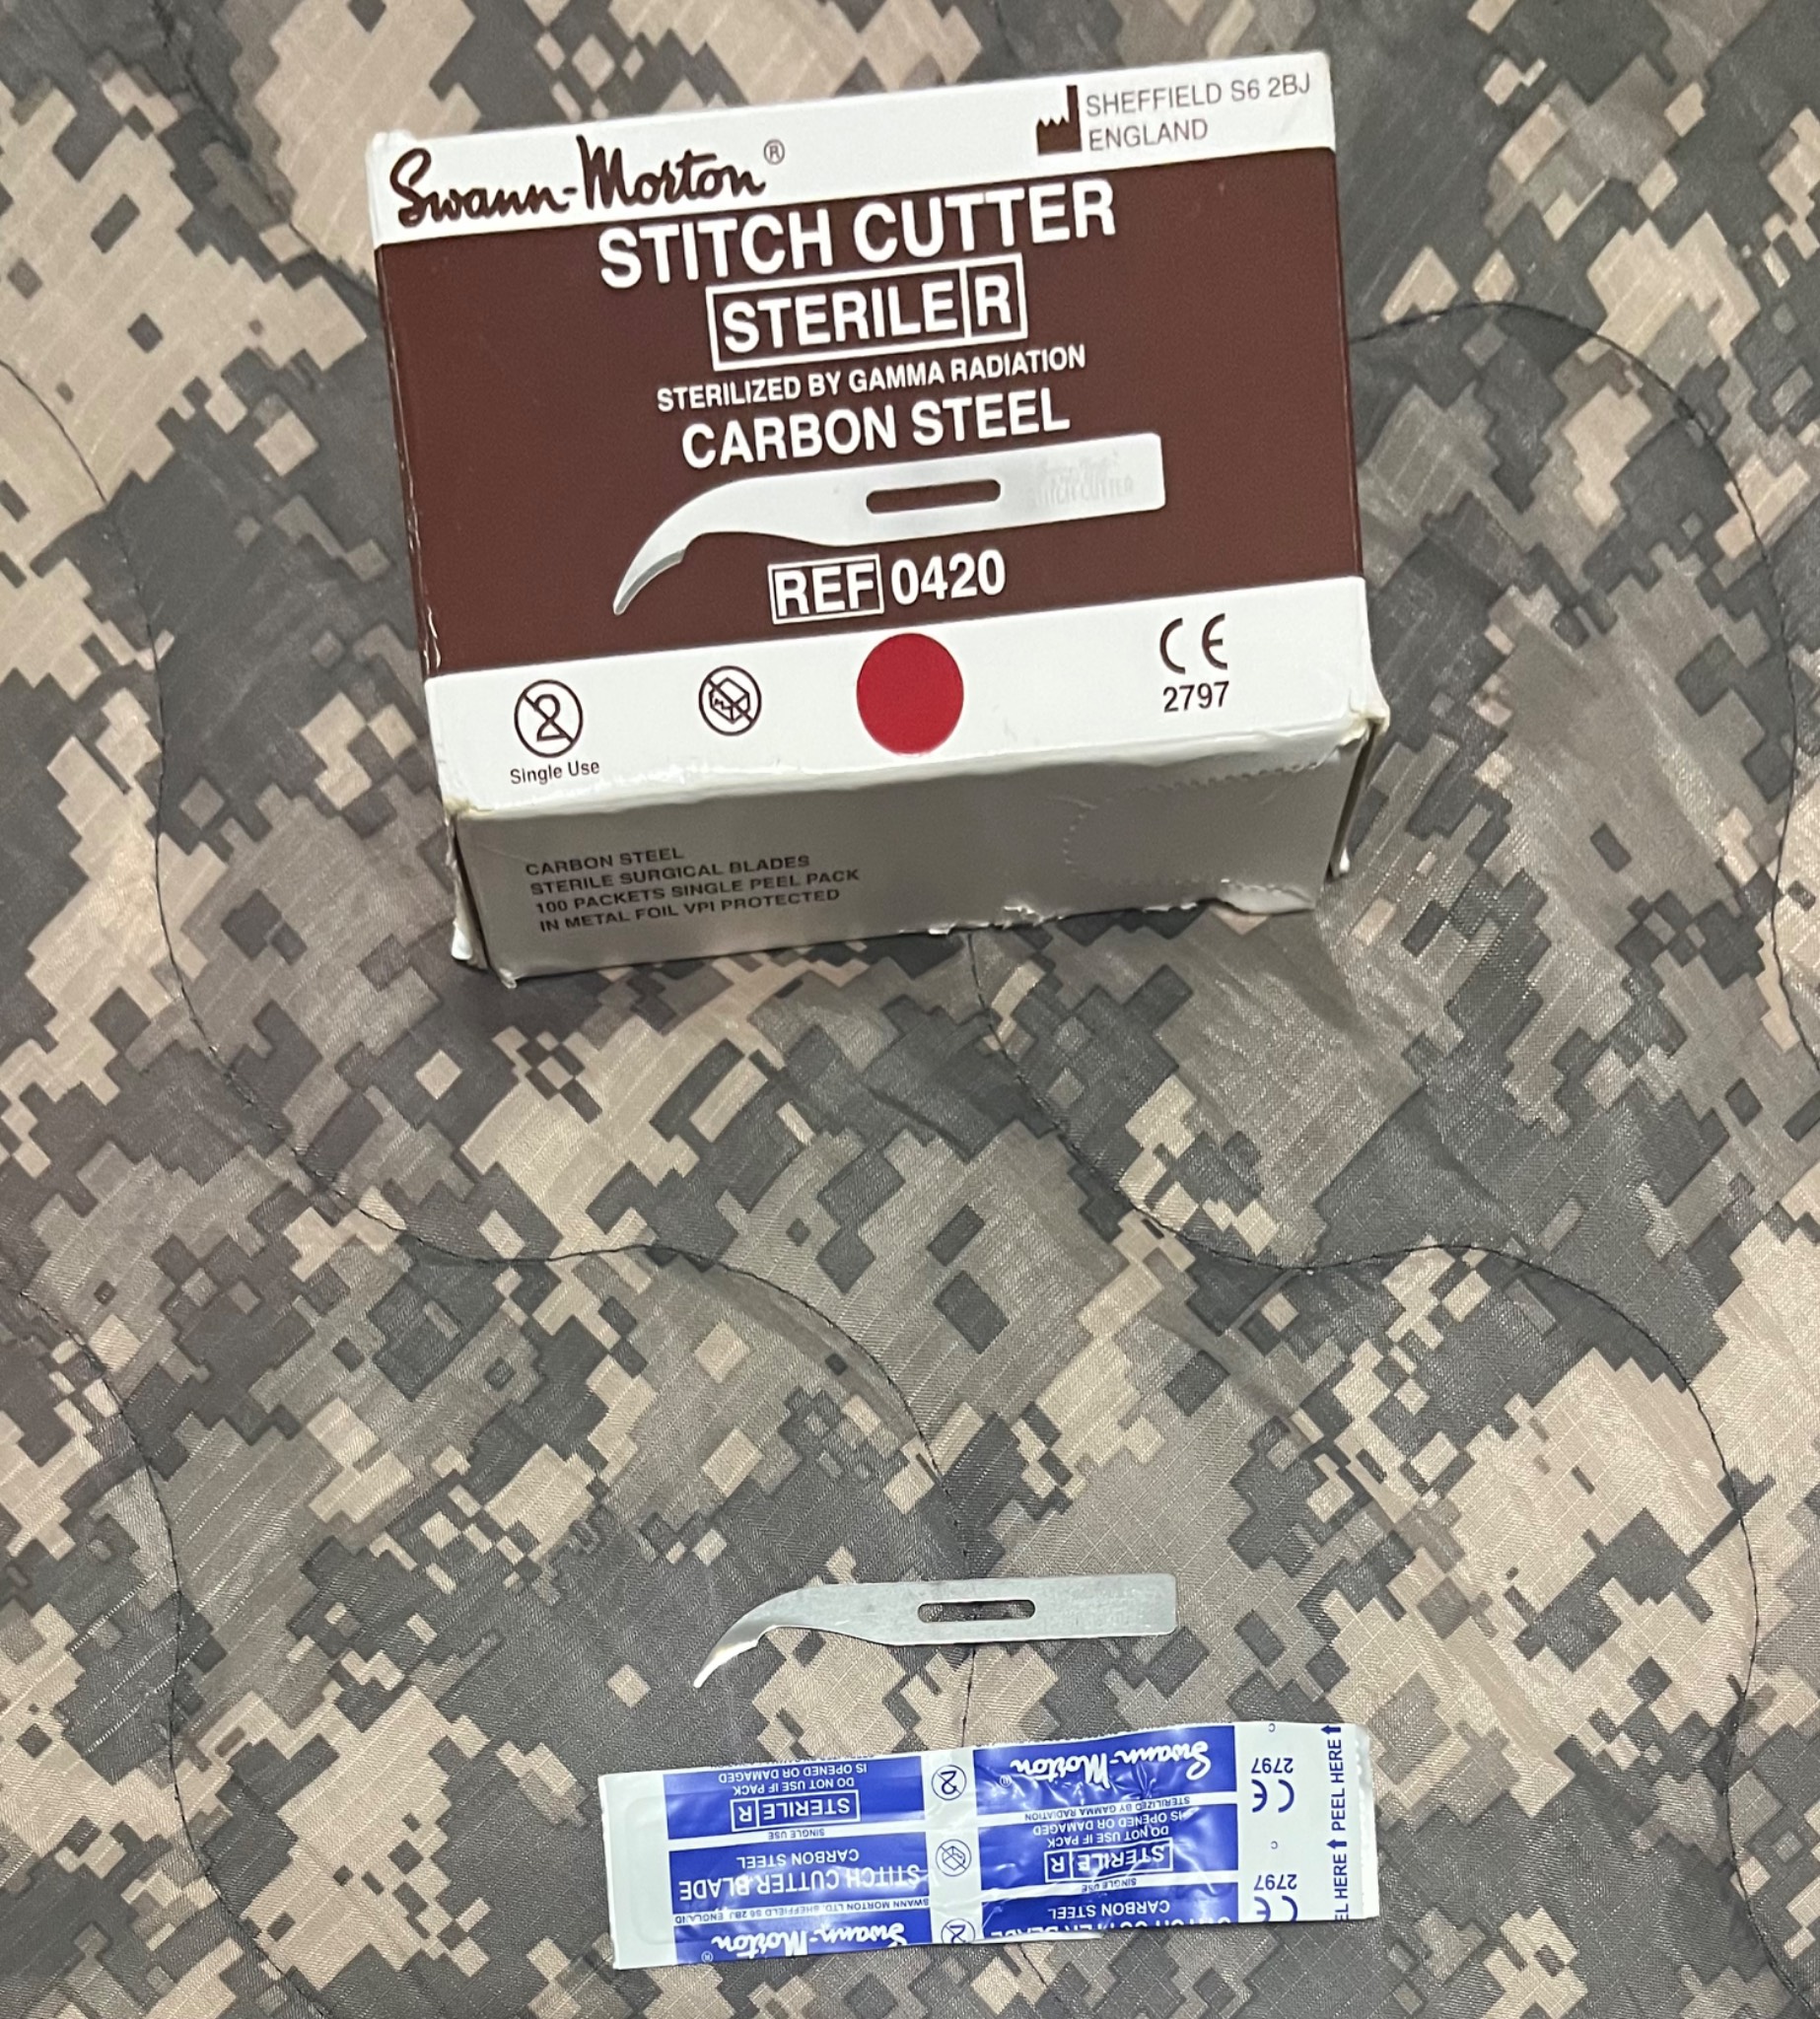 Swann-Morton®
SHEFFIELD S6 2BJ
ENGLAND
STITCH CUTTER
STERILE R
STERILIZED BY GAMMA RADIATION
CARBON STEEL
STITCH CUTTER
REF 0420
Single Use
CE
2797
CARBON STEEL
STERILE SURGICAL BLADES
100 PACKETS SINGLE PEEL PACK
IN METAL FOIL VPI PROTECTED
Swann-Morton®
SWANN MORTON LTD. SHEFFIELD S6 2BJ. ENGLAND
STITCH CUTTER BLADE
CARBON STEEL
SINGLE USE
STERILE R
DO NOT USE IF PACK
IS OPENED OR DAMAGED
2
2
CARBON STEEL
SINGLE USE
STERILE R
DO NOT USE IF PACK
IS OPENED OR DAMAGED
STERILIZED BY GAMMA RADIATION
Swann-Morton®
CE
2797
C
CE
2797
C
HERE PEEL HERE